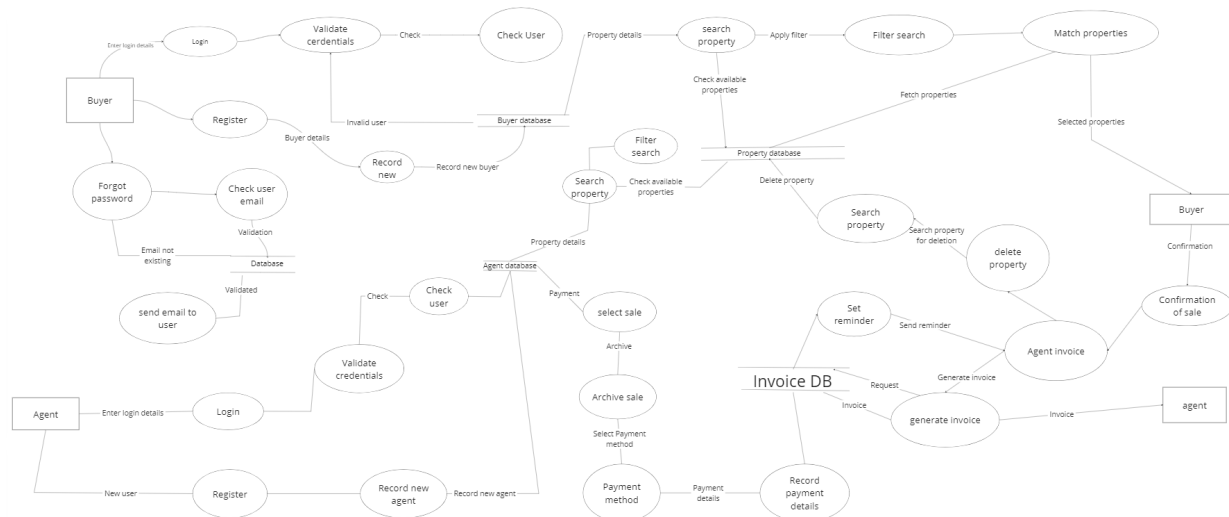 Enter login details
Login
Validate
cerdentials
Check
Check User
Property details
search
property
Apply filter
Filter search
Match properties
Buyer
Register
Buyer details
Invalid user
Buyer database
Record
new
Record new buyer
Check available
properties
Fetch properties
Selected properties
Property database
Filter
search
Search
property
Check available
properties
Delete property
Forgot
password
Check user
email
Validation
Email not
existing
Database
Validated
send email to
user
Property details
Agent database
Search
property
Search property
for deletion
delete
property
Buyer
Confirmation
Confirmation
of sale
Check
Check
user
Payment
select sale
Set
reminder
Send reminder
Agent invoice
Validate
credentials
Archive
Archive sale
Invoice DB
Request
Generate invoice
Invoice
generate invoice
Invoice
agent
Agent
Enter login details
Login
Select Payment
method
New user
Register
Record new
agent
Record new agent
Payment
method
Payment
details
Record
payment
details